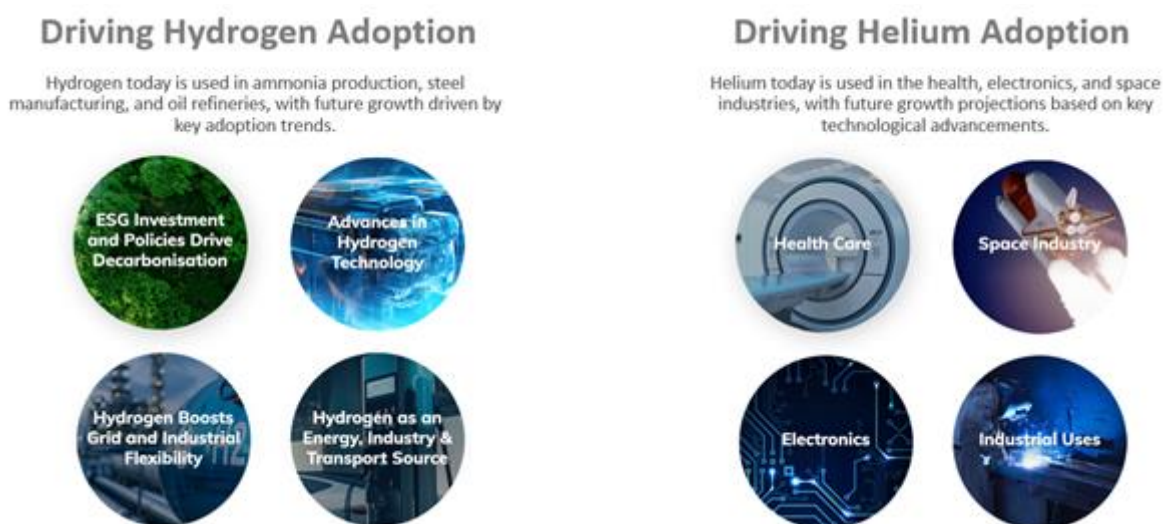 Driving Hydrogen Adoption
Hydrogen today is used in ammonia production, steel
manufacturing, and oil refineries, with future growth driven by
key adoption trends.
ESG Investment
and Policies Drive
Decarbonisation
Advances in
Hydrogen
Technology
Hydrogen Boosts
Grid and Industrial
Flexibility
Hydrogen as an
Energy, Industry &
Transport Source
Driving Helium Adoption
Helium today is used in the health, electronics, and space
industries, with future growth projections based on key
technological advancements.
Health Care
Space Industry
Electronics
Industrial Uses